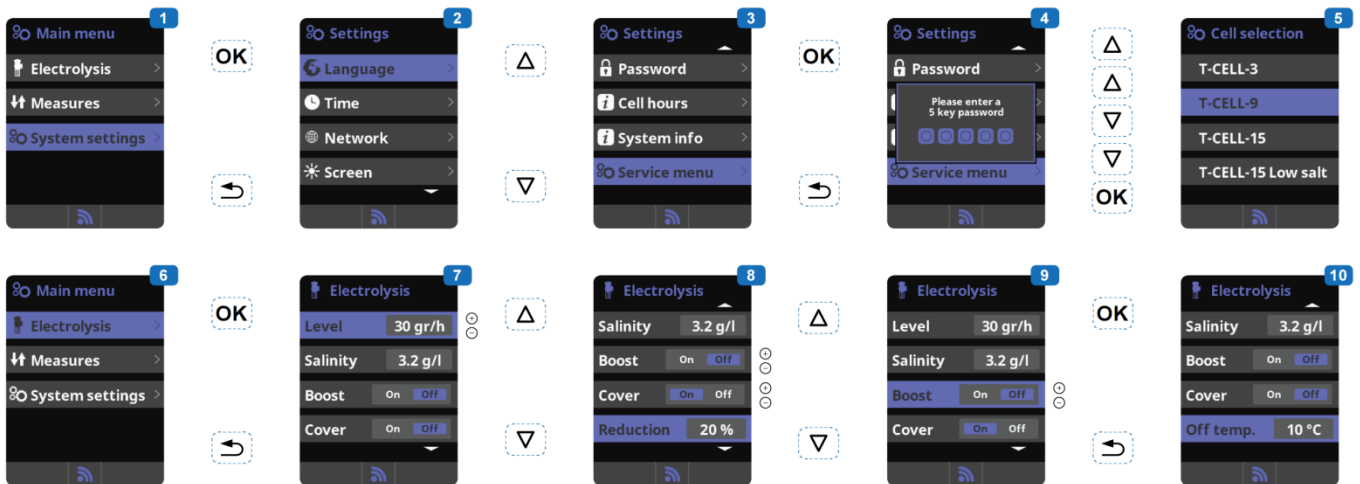 1
Main menu
Electrolysis
Measures
System settings
OK
2
Settings
Language
Time
Network
Screen
3
Settings
Password
Cell hours
System info
Service menu
OK
4
Settings
Password
Please enter a
5 key password
Service menu
OK
5
Cell selection
T-CELL-3
T-CELL-9
T-CELL-15
T-CELL-15 Low salt
6
Main menu
Electrolysis
Measures
System settings
OK
7
Electrolysis
Level 30 gr/h
Salinity 3.2 g/l
Boost On Off
Cover On Off
8
Electrolysis
Salinity 3.2 g/l
Boost On Off
Cover On Off
Reduction 20 %
9
Electrolysis
Level 30 gr/h
Salinity 3.2 g/l
Boost On Off
Cover On Off
OK
10
Electrolysis
Salinity 3.2 g/l
Boost On Off
Cover On Off
Off temp. 10 °C